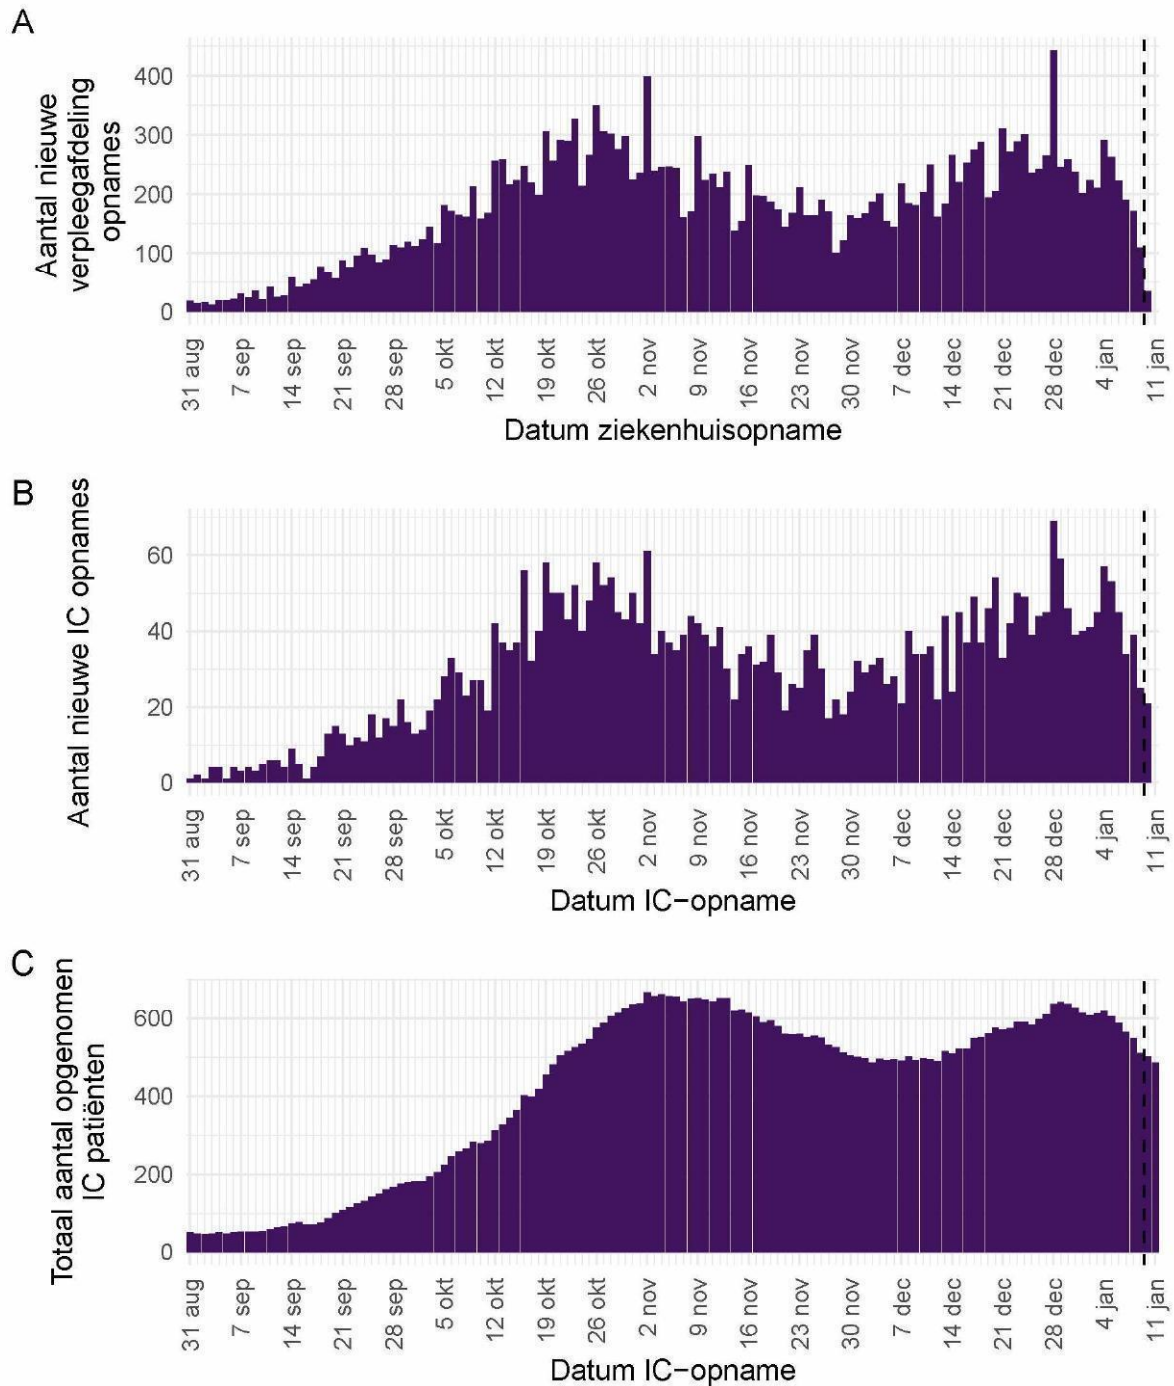 A
Aantal nieuwe
verpleegafdeling
opnames
400
300
200
100
0
31 aug
7 sep
14 sep
21 sep
28 sep
5 okt
12 okt
19 okt
26 okt
2 nov
9 nov
16 nov
23 nov
30 nov
7 dec
14 dec
21 dec
28 dec
4 jan
11 jan
Datum ziekenhuisopname
B
Aantal nieuwe IC opnames
60
40
20
0
31 aug
7 sep
14 sep
21 sep
28 sep
5 okt
12 okt
19 okt
26 okt
2 nov
9 nov
16 nov
23 nov
30 nov
7 dec
14 dec
21 dec
28 dec
4 jan
11 jan
Datum IC−opname
C
Totaal aantal opgenomen
IC patiënten
600
400
200
0
31 aug
7 sep
14 sep
21 sep
28 sep
5 okt
12 okt
19 okt
26 okt
2 nov
9 nov
16 nov
23 nov
30 nov
7 dec
14 dec
21 dec
28 dec
4 jan
11 jan
Datum IC−opname